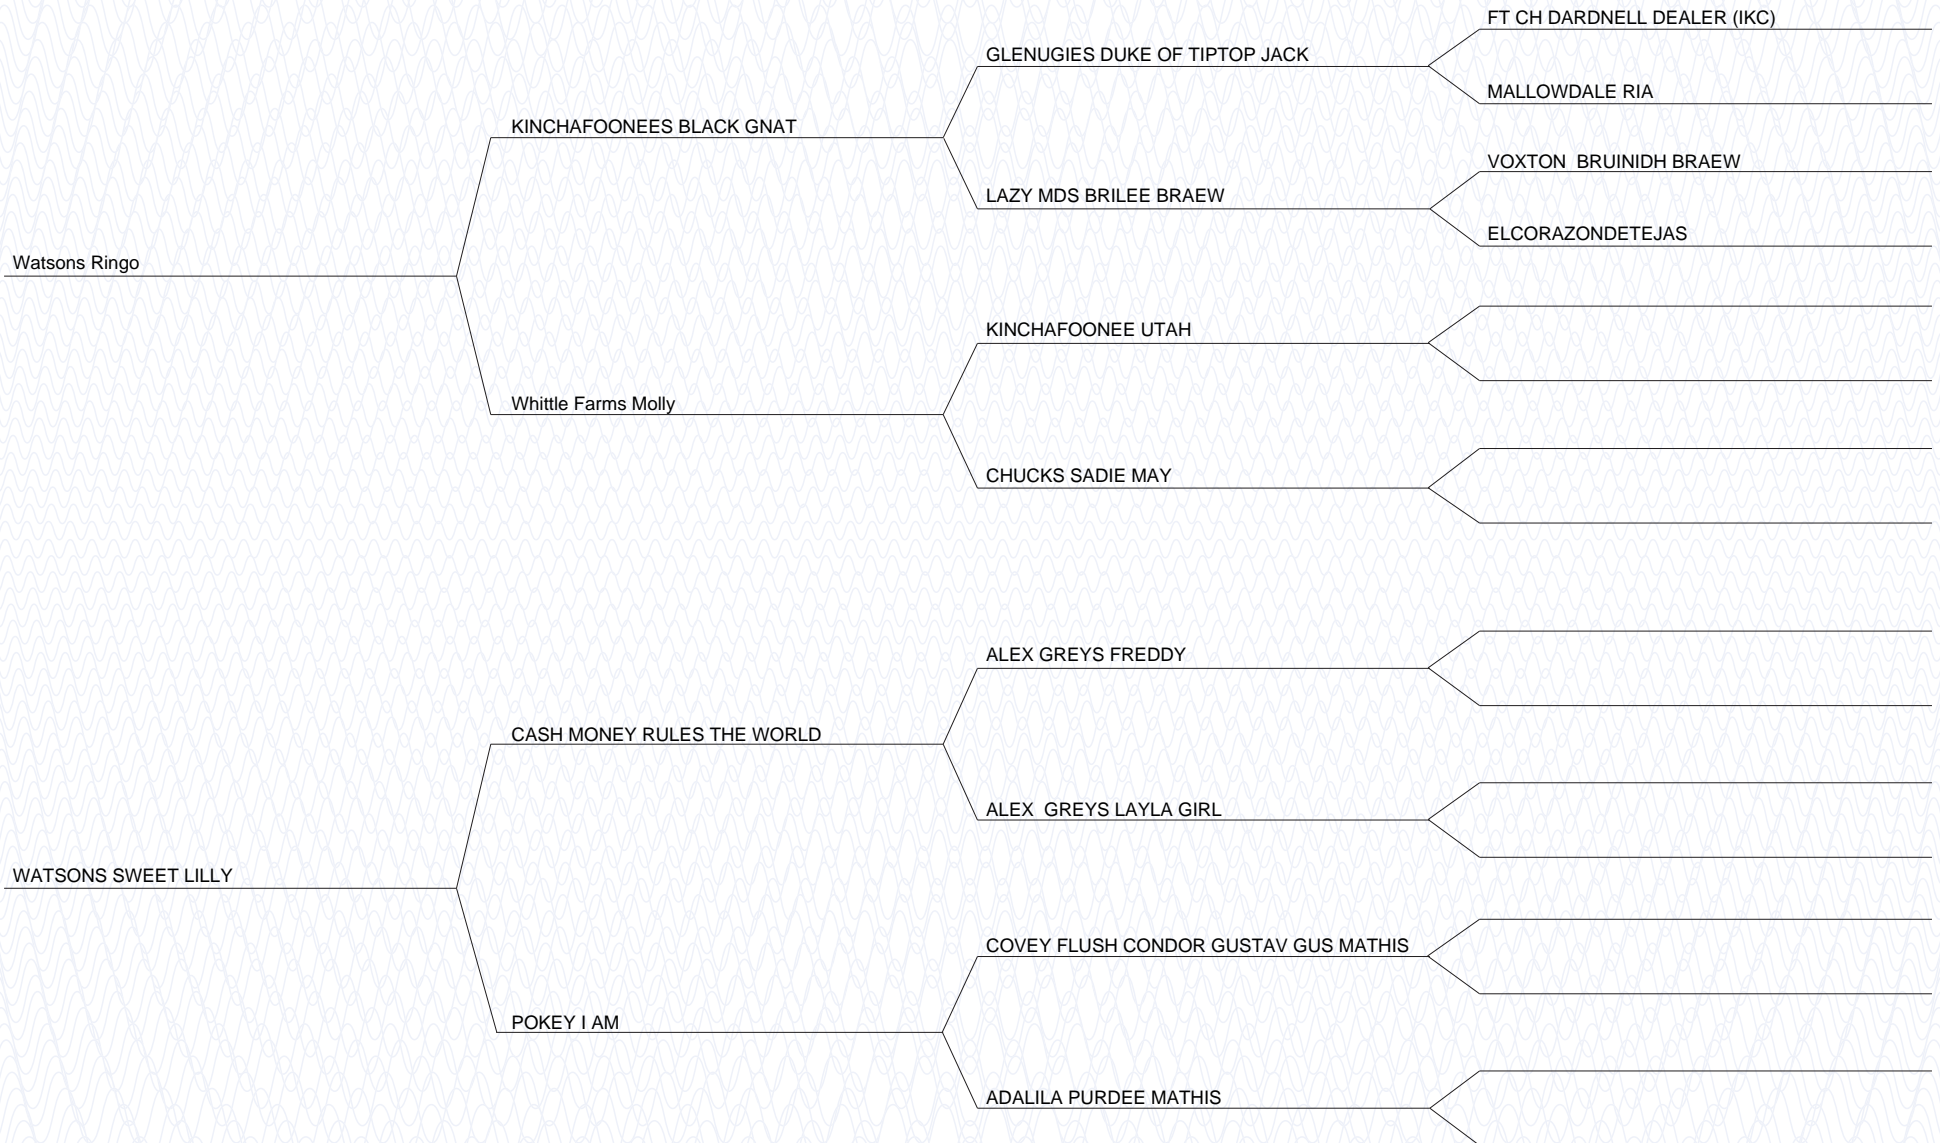 FT CH DARDNELL DEALER (IKC)
GLENUGIES DUKE OF TIPTOP JACK
MALLOWDALE RIA
KINCHAFOONEES BLACK GNAT
VOXTON  BRUINIDH BRAEW
LAZY MDS BRILEE BRAEW
ELCORAZONDETEJAS
Watsons Ringo
KINCHAFOONEE UTAH
Whittle Farms Molly
CHUCKS SADIE MAY
ALEX GREYS FREDDY
CASH MONEY RULES THE WORLD
ALEX  GREYS LAYLA GIRL
WATSONS SWEET LILLY
COVEY FLUSH CONDOR GUSTAV GUS MATHIS
POKEY I AM
ADALILA PURDEE MATHIS